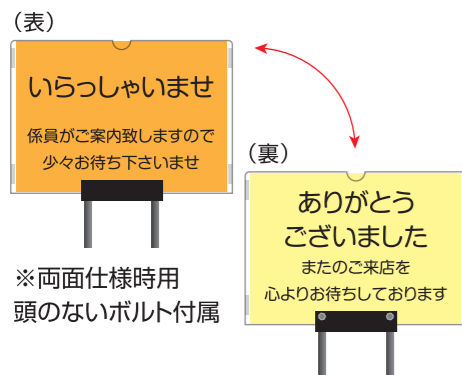 （表）
いらっしゃいませ
係員がご案内致しますので
少々お待ち下さいませ
（裏）
ありがとう
ございました
またのご来店を
心よりお待ちしております
※両面仕様時用
頭のないボルト付属